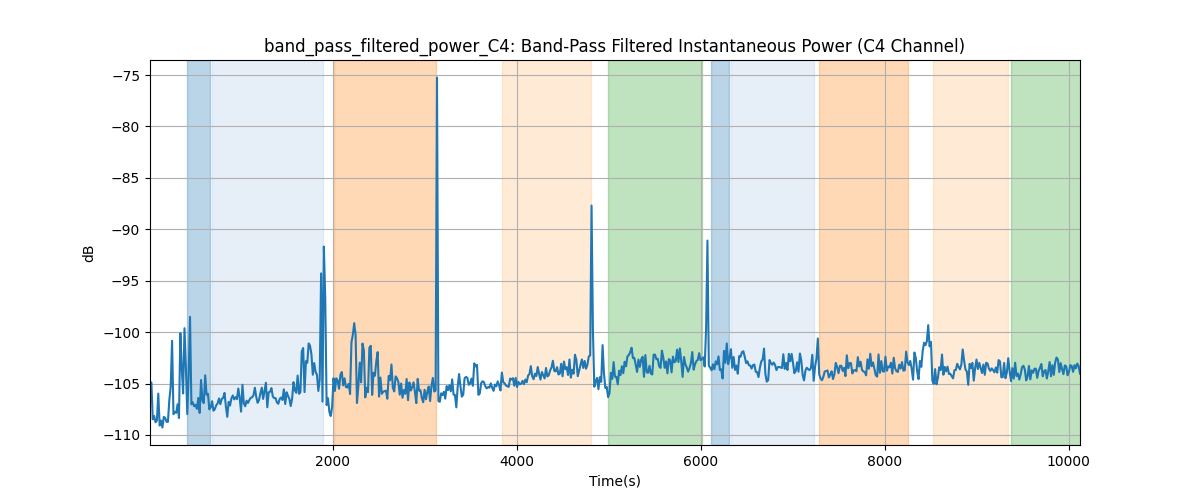 band_pass_filtered_power_C4: Band-Pass Filtered Instantaneous Power (C4 Channel)
−75
−80
−85
−90
−95
−100
−105
−110
dB
2000 4000 6000 8000 10000
Time(s)